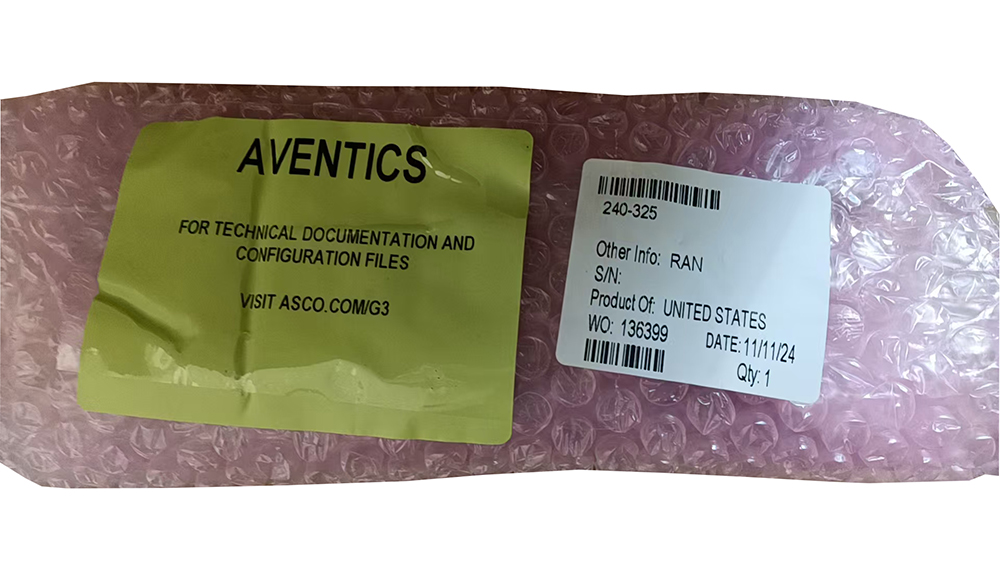 AVENTICS
FOR TECHNICAL DOCUMENTATION AND
CONFIGURATION FILES
VISIT ASCO.COM/G3
240-325
Other Info: RAN
S/N:
Product Of: UNITED STATES
WO: 136399 DATE: 11/11/24
Qty: 1